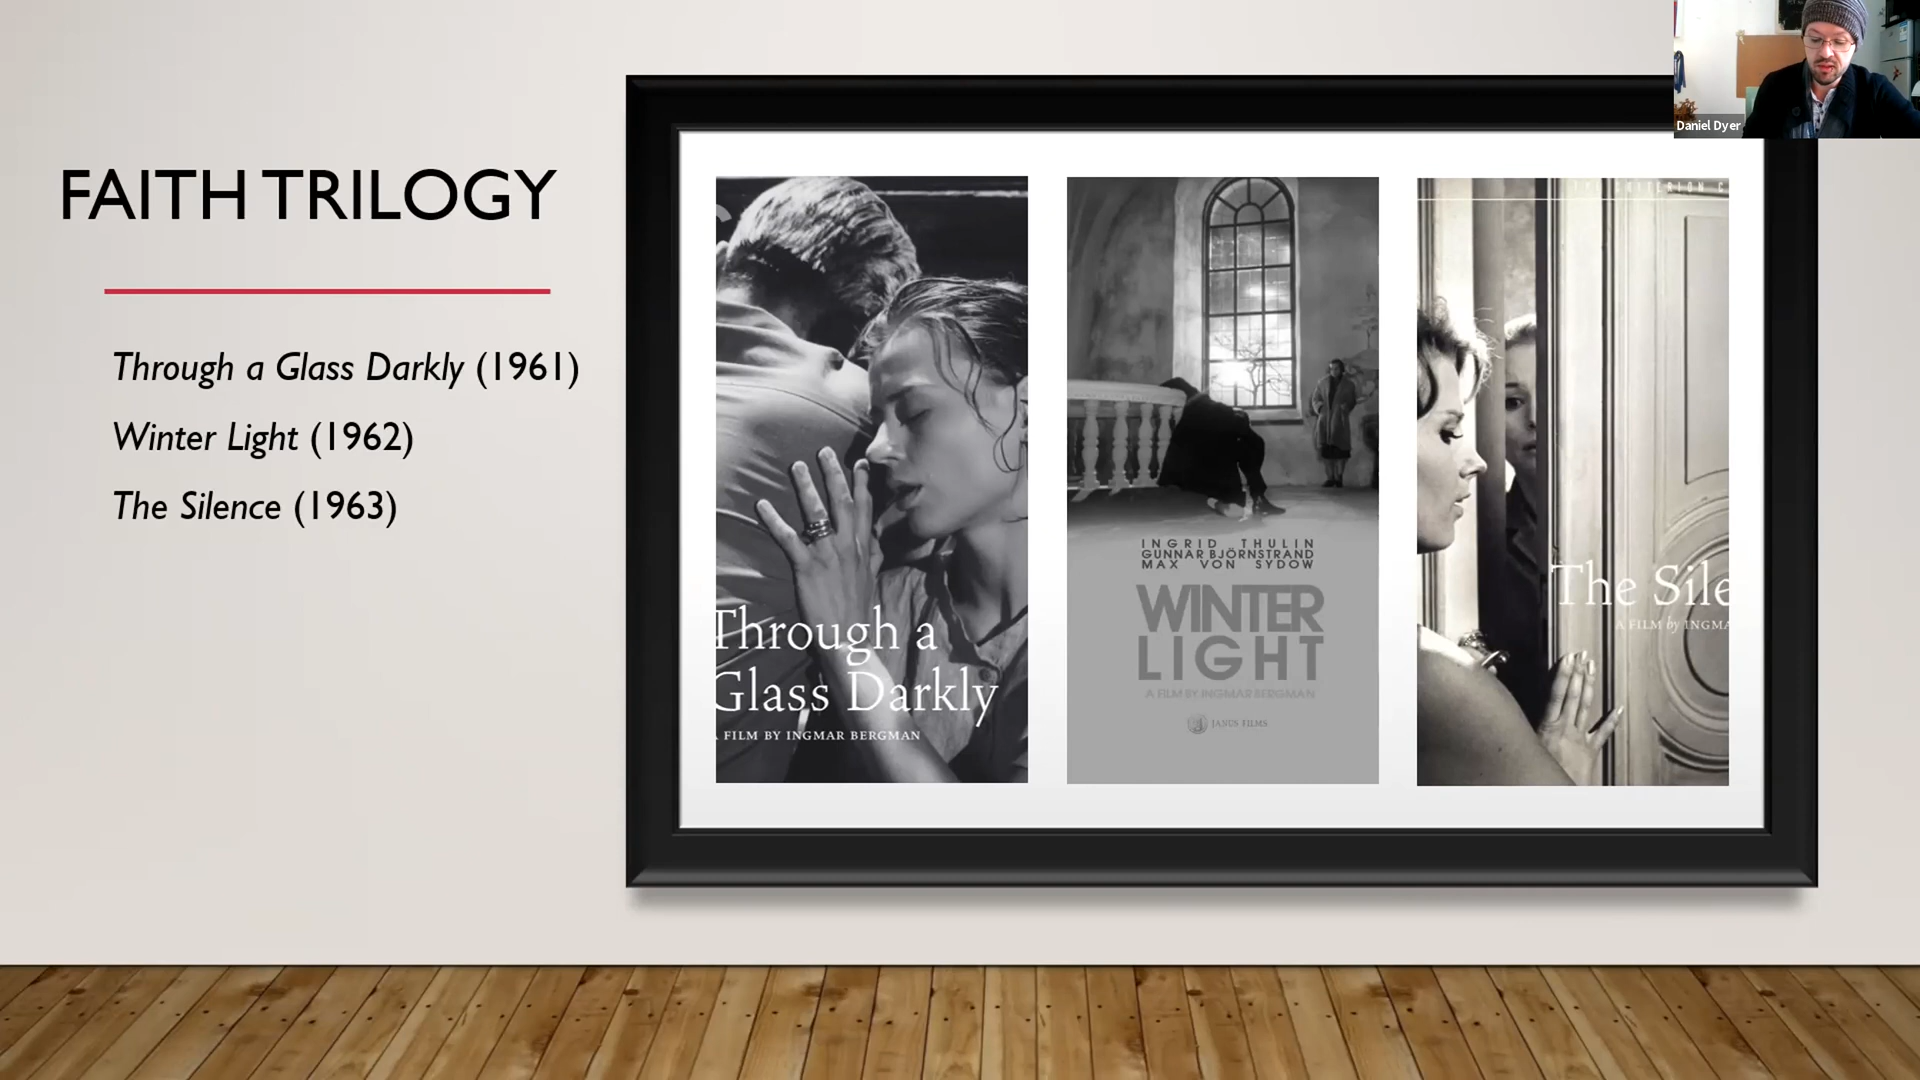 FAITH TRILOGY
Through a Glass Darkly (1961)
Winter Light (1962)
The Silence (1963)
Through a
Glass Darkly
A FILM BY INGMAR BERGMAN
INGRID THULIN
GUNNAR BJÖRNSTRAND
MAX VON SYDOW
WINTER
LIGHT
A FILM BY INGMAR BERGMAN
JANUS FILMS
CRITERION C
The Sile
A FILM by INGMA
Daniel Dyer